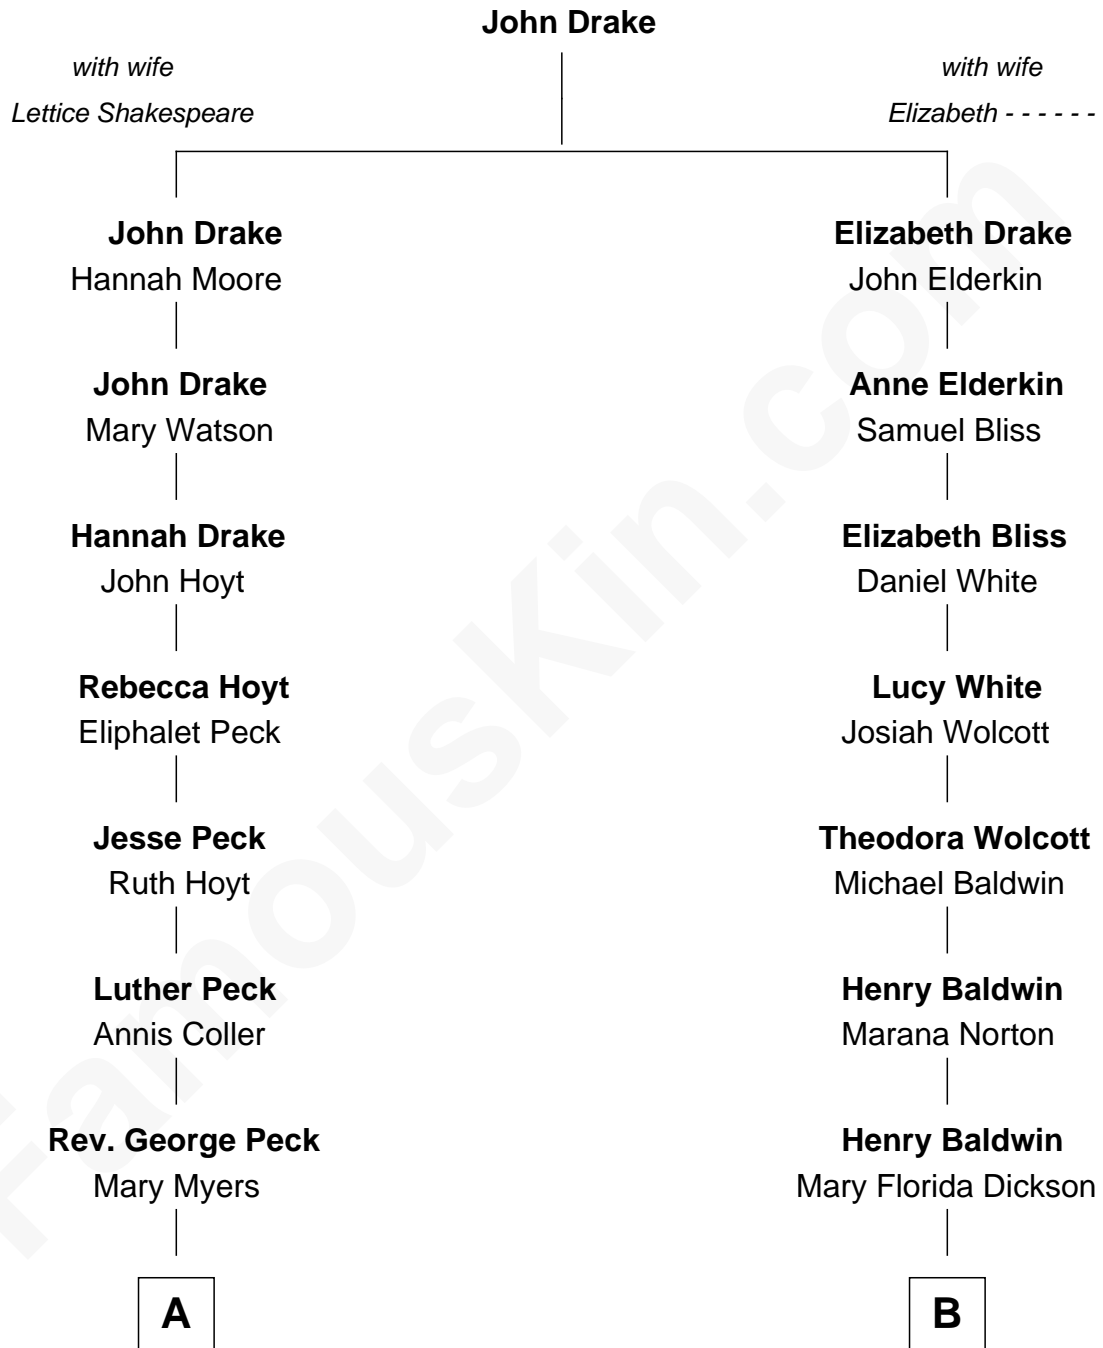 John Drake
with wife
Lettice Shakespeare
with wife
Elizabeth - - - - - -
John Drake
Hannah Moore
Elizabeth Drake
John Elderkin
John Drake
Mary Watson
Anne Elderkin
Samuel Bliss
Hannah Drake
John Hoyt
Elizabeth Bliss
Daniel White
Rebecca Hoyt
Eliphalet Peck
Lucy White
Josiah Wolcott
Jesse Peck
Ruth Hoyt
Theodora Wolcott
Michael Baldwin
Luther Peck
Annis Coller
Henry Baldwin
Marana Norton
Rev. George Peck
Mary Myers
Henry Baldwin
Mary Florida Dickson
A
B
FamousKin.com